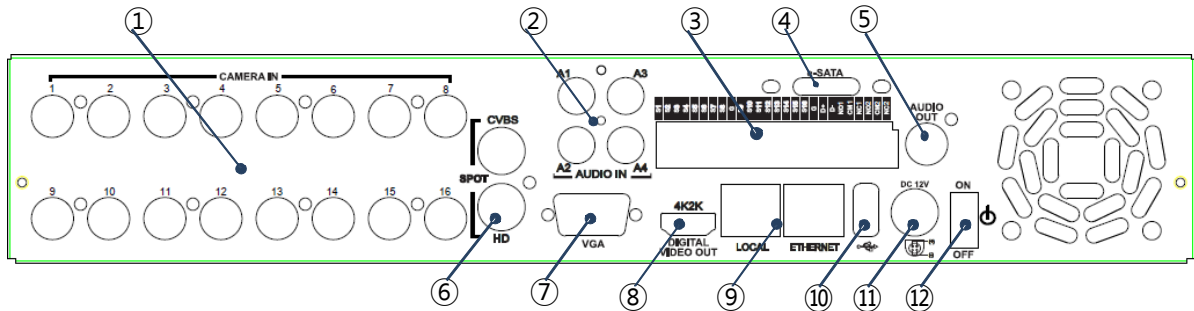 ① ② ③ ④ ⑤
CAMERA IN
1 2 3 4 5 6 7 8
A1 A3
e-SATA
CVBS
AUDIO OUT
A2 AUDIO IN A4
SPOT
9 10 11 12 13 14 15 16
HD
VGA
4K2K
DIGITAL
VIDEO OUT
LOCAL
ETHERNET
DC 12V
ON
OFF
⑥ ⑦ ⑧ ⑨ ⑩ ⑪ ⑫